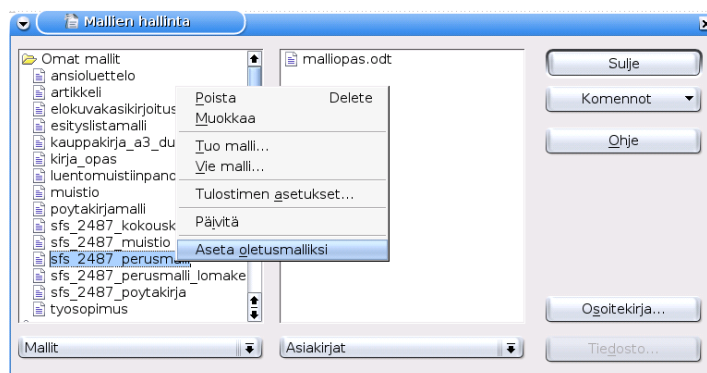 Mallien hallinta
Omat mallit
ansioluettelo
artikkeli
elokuvakasikirjoitus
esityslistamalli
kauppakirja_a3_du
kirja_opas
luentomuistiinpano
muistio
poytakirjamalli
sfs_2487_kokousk
sfs_2487_muistio
sfs_2487_perusmalli
sfs_2487_perusmalli_lomake
sfs_2487_poytakirja
tyosopimus
Mallit
Poista Delete
Muokkaa
Tuo malli...
Vie malli...
Tulostimen asetukset...
Päivitä
Aseta oletusmalliksi
malliopas.odt
Asiakirjat
Sulje
Komennot
Ohje
Osoitekirja...
Tiedosto...